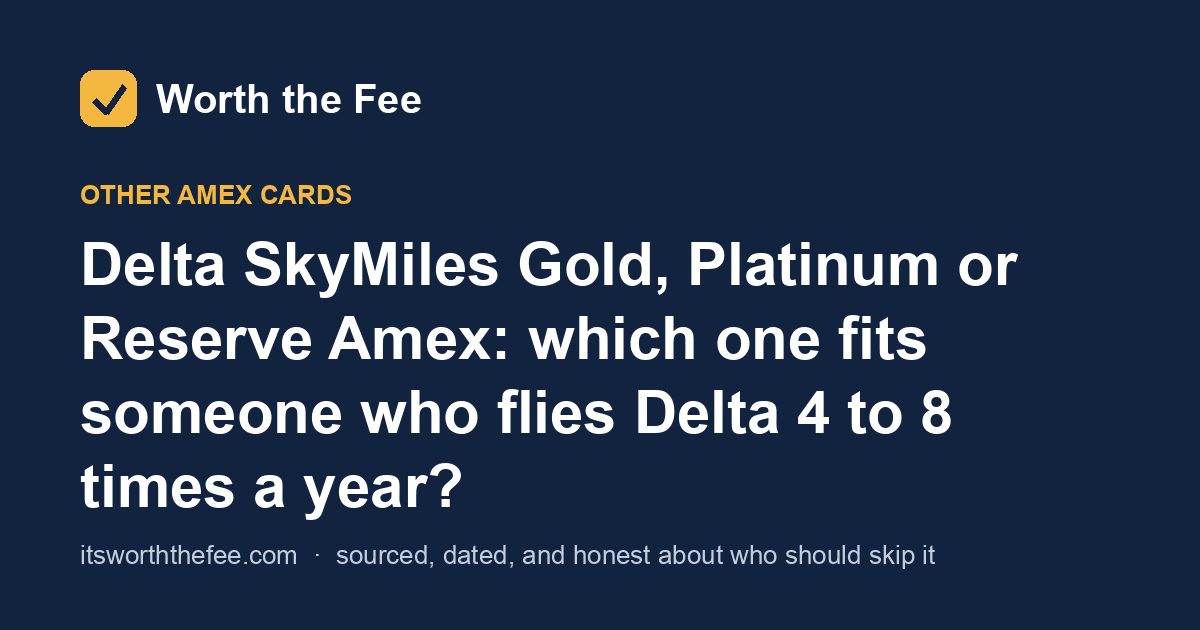 Worth the Fee
OTHER AMEX CARDS
Delta SkyMiles Gold, Platinum or
Reserve Amex: which one fits
someone who flies Delta 4 to 8
times a year?
itsworththefee.com · sourced, dated, and honest about who should skip it